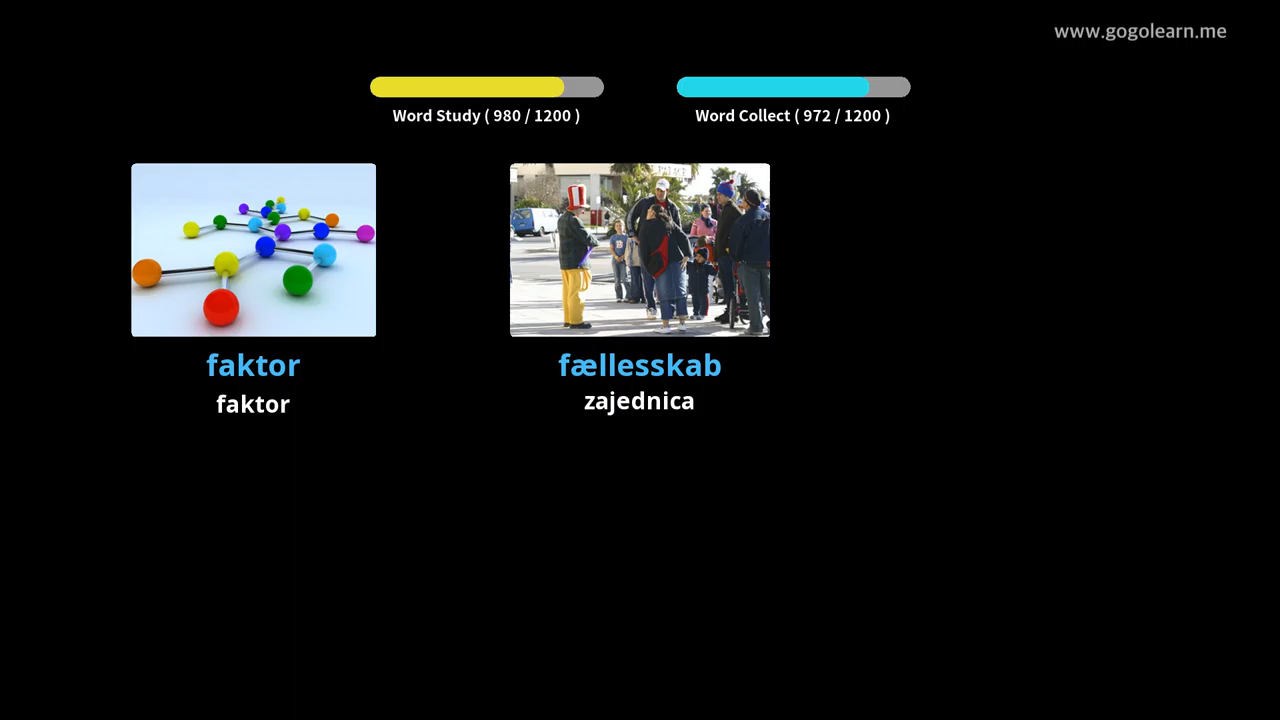 www.gogolearn.me
Word Study ( 980 / 1200 )
Word Collect ( 972 / 1200 )
faktor
faktor
fællesskab
zajednica